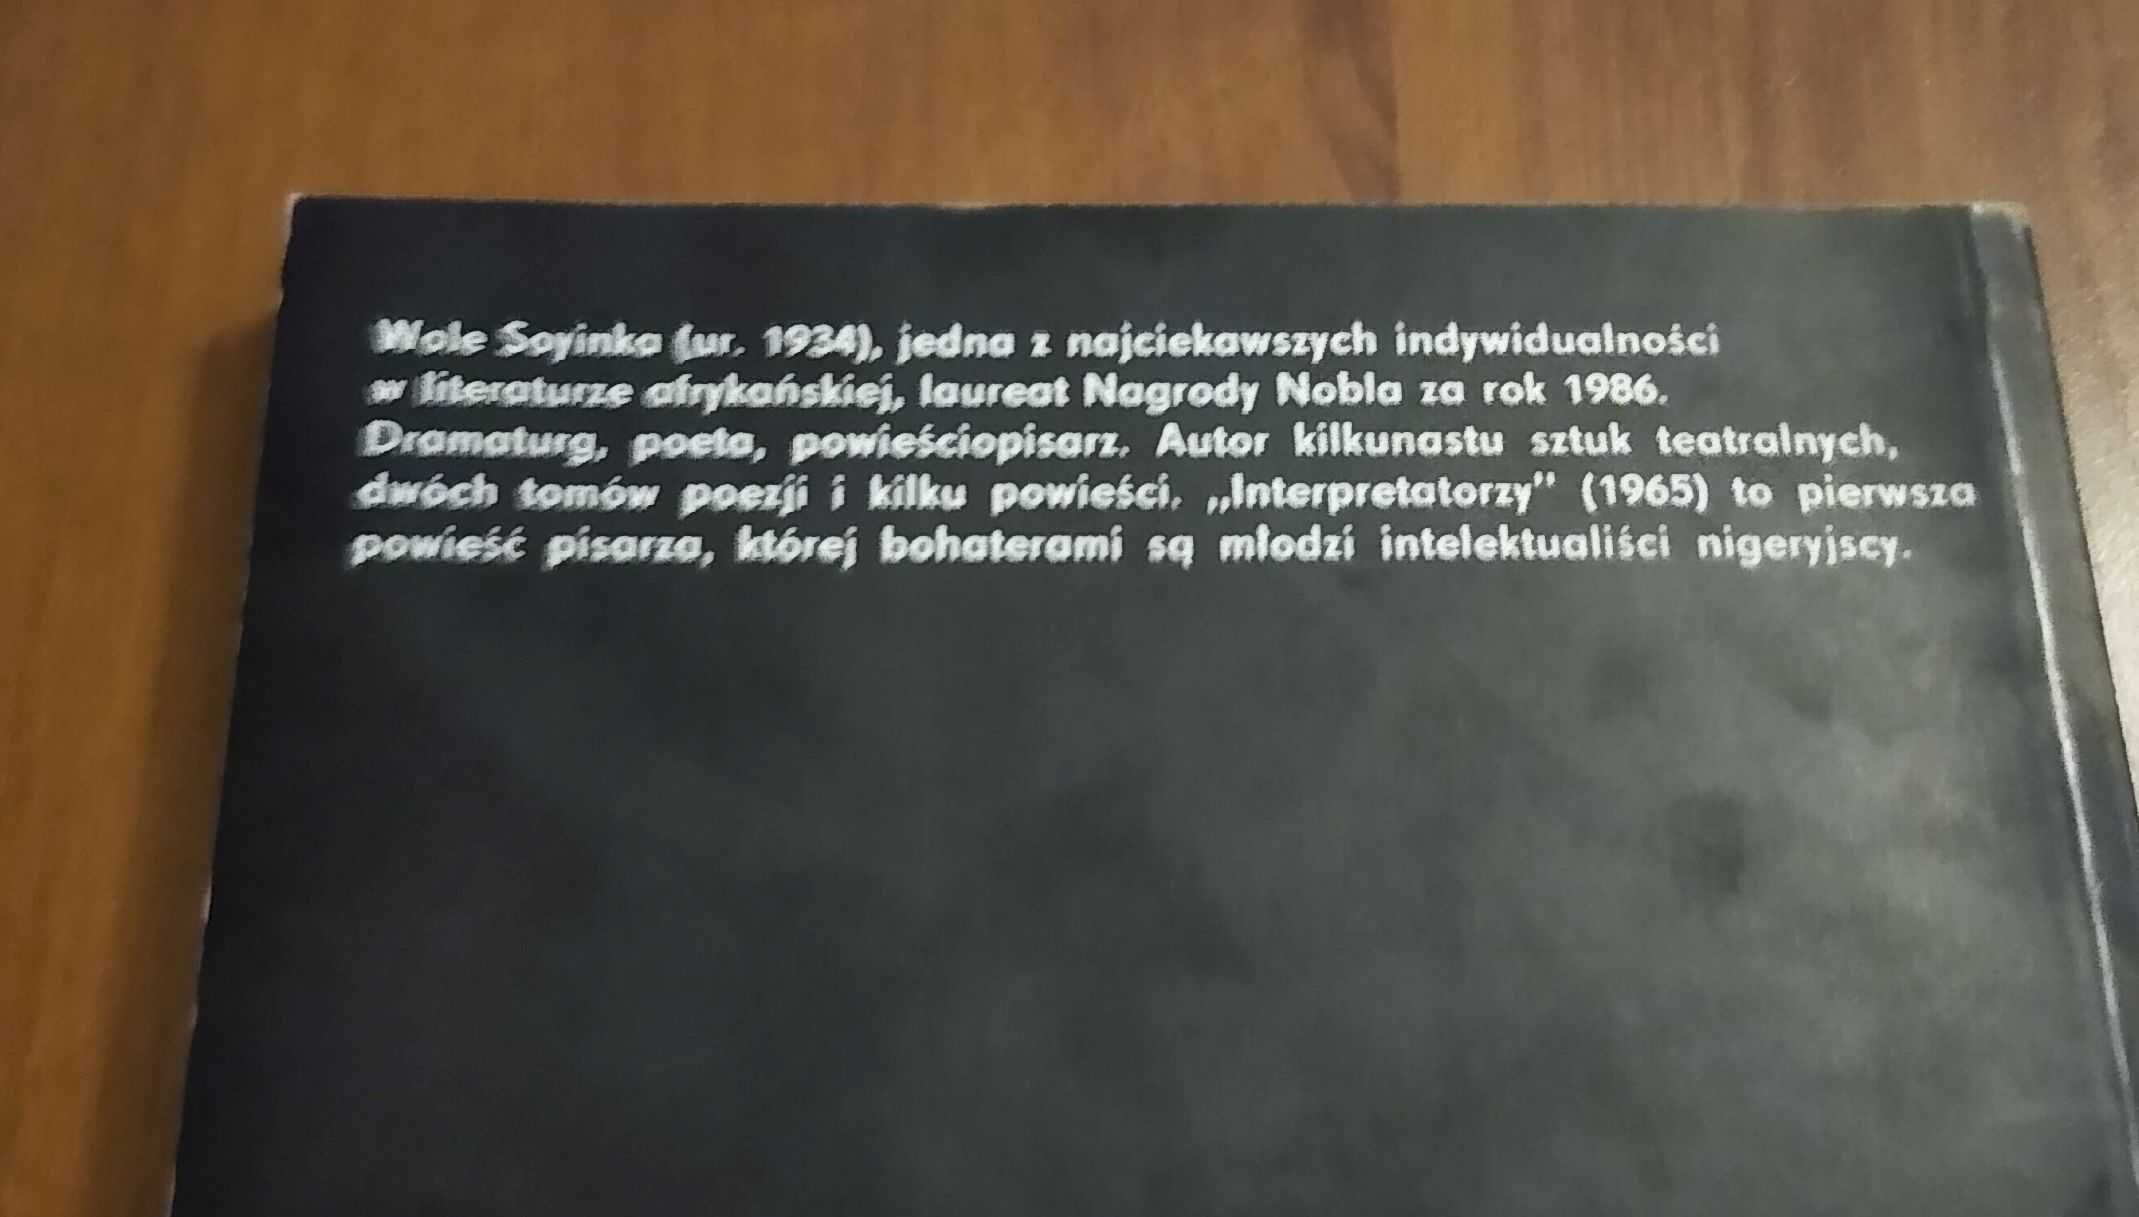 Wole Soyinka (ur. 1934), jedna z najciekawszych indywidualności
w literaturze afrykańskiej, laureat Nagrody Nobla za rok 1986.
Dramaturg, poeta, powieściopisarz. Autor kilkunastu sztuk teatralnych,
dwóch tomów poezji i kilku powieści. „Interpretatorzy” (1965) to pierwsza
powieść pisarza, której bohaterami są młodzi intelektualiści nigeryjscy.